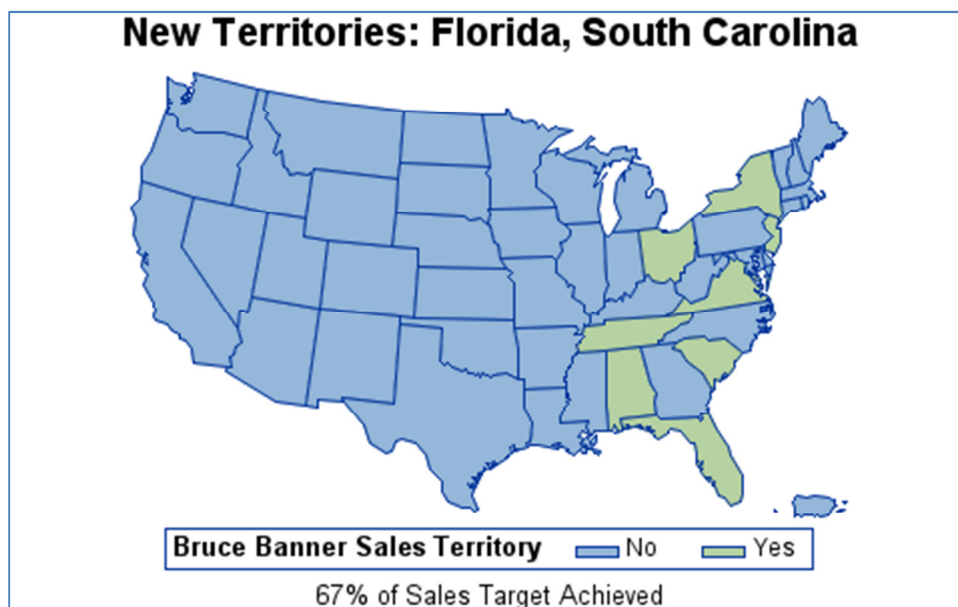 New Territories: Florida, South Carolina
Bruce Banner Sales Territory No Yes
67% of Sales Target Achieved